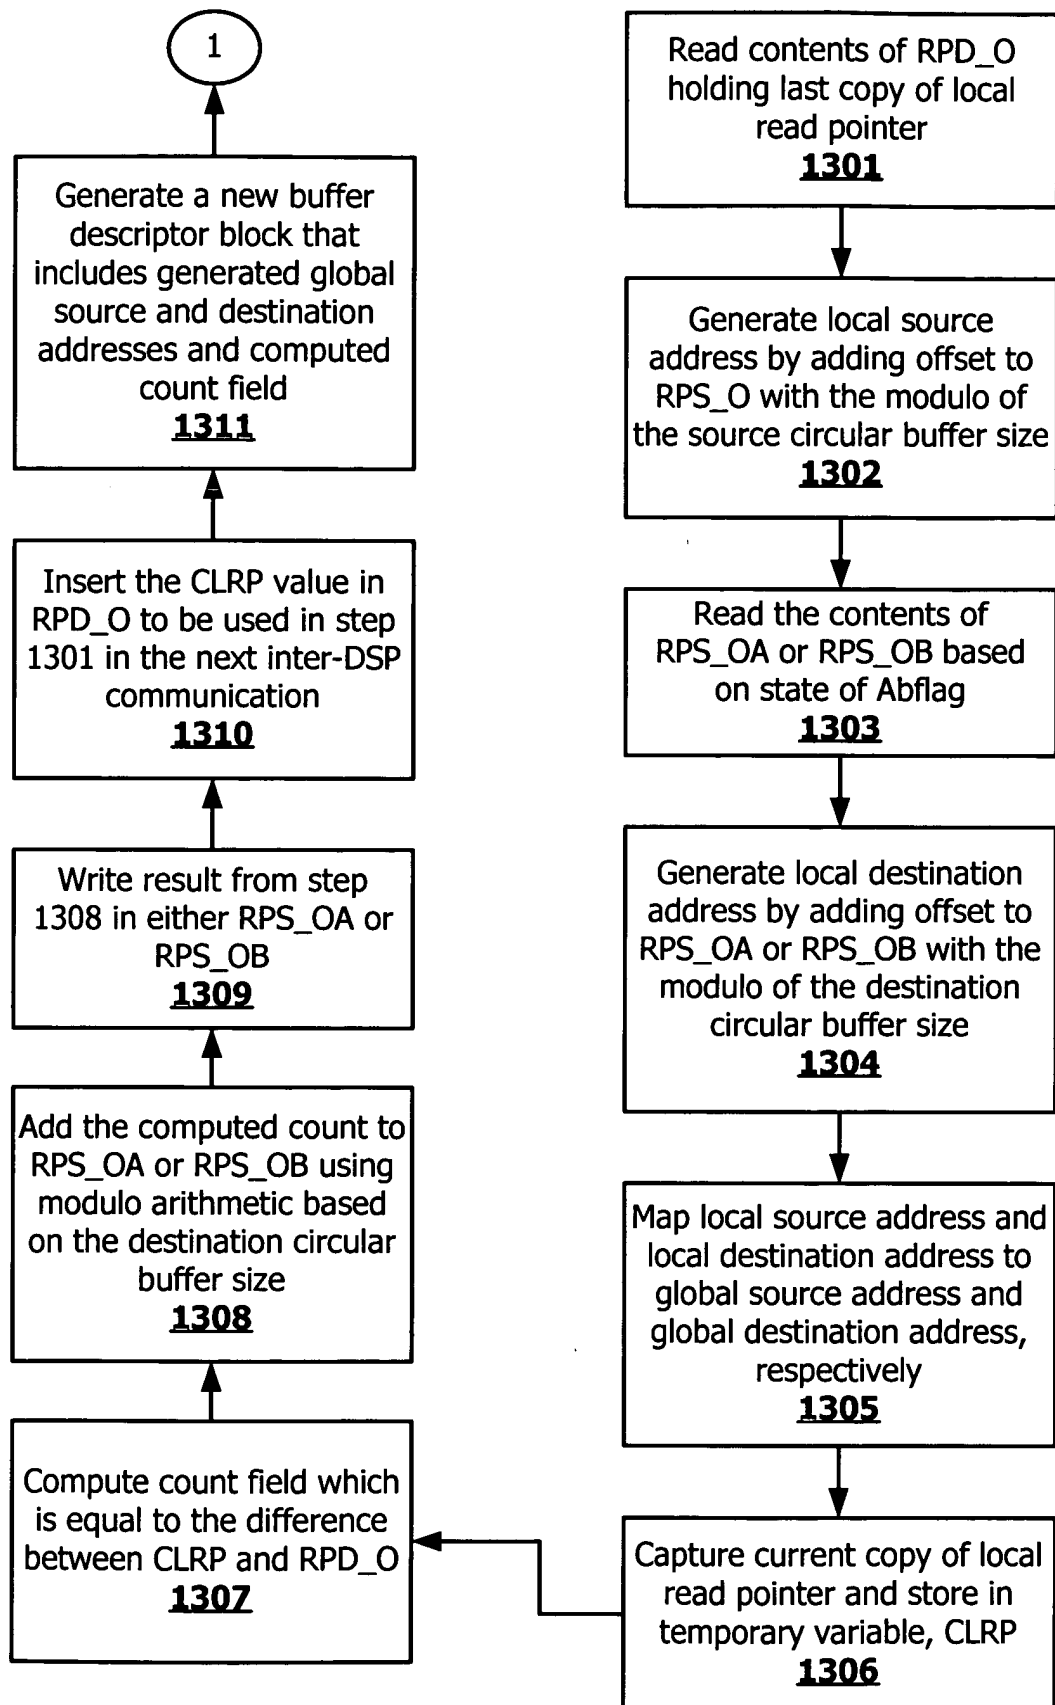 Read contents of RPD_O
holding last copy of local
read pointer
1301
Generate local source
address by adding offset to
RPS_O with the modulo of
the source circular buffer size
1302
Read the contents of
RPS_OA or RPS_OB based
on state of Abflag
1303
Generate local destination
address by adding offset to
RPS_OA or RPS_OB with the
modulo of the destination
circular buffer size
1304
Map local source address and
local destination address to
global source address and
global destination address,
respectively
1305
Capture current copy of local
read pointer and store in
temporary variable, CLRP
1306
Compute count field which
is equal to the difference
between CLRP and RPD_O
1307
Add the computed count to
RPS_OA or RPS_OB using
modulo arithmetic based
on the destination circular
buffer size
1308
Write result from step
1308 in either RPS_OA or
RPS_OB
1309
Insert the CLRP value in
RPD_O to be used in step
1301 in the next inter-DSP
communication
1310
Generate a new buffer
descriptor block that
includes generated global
source and destination
addresses and computed
count field
1311
1